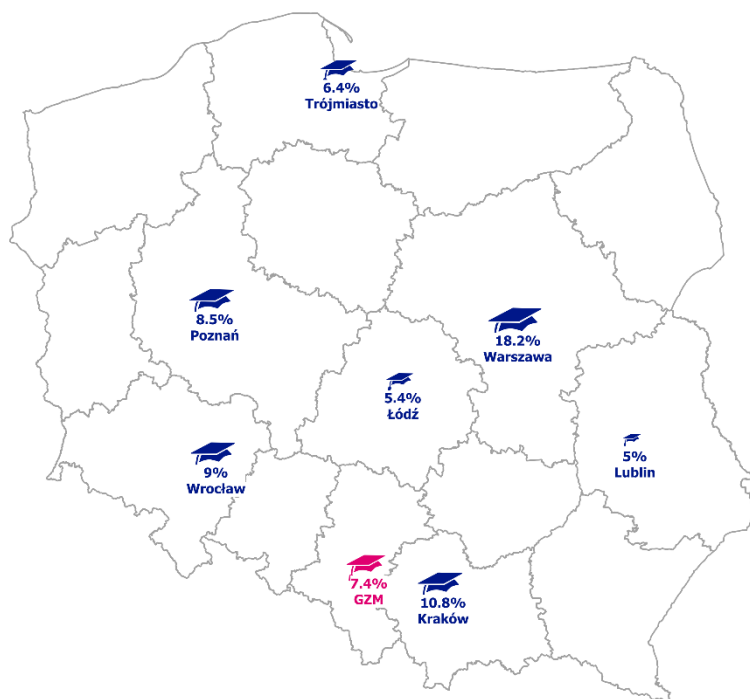 6.4%
Trójmiasto
8.5%
Poznań
18.2%
Warszawa
5.4%
Łódź
9%
Wrocław
5%
Lublin
7.4%
GZM
10.8%
Kraków